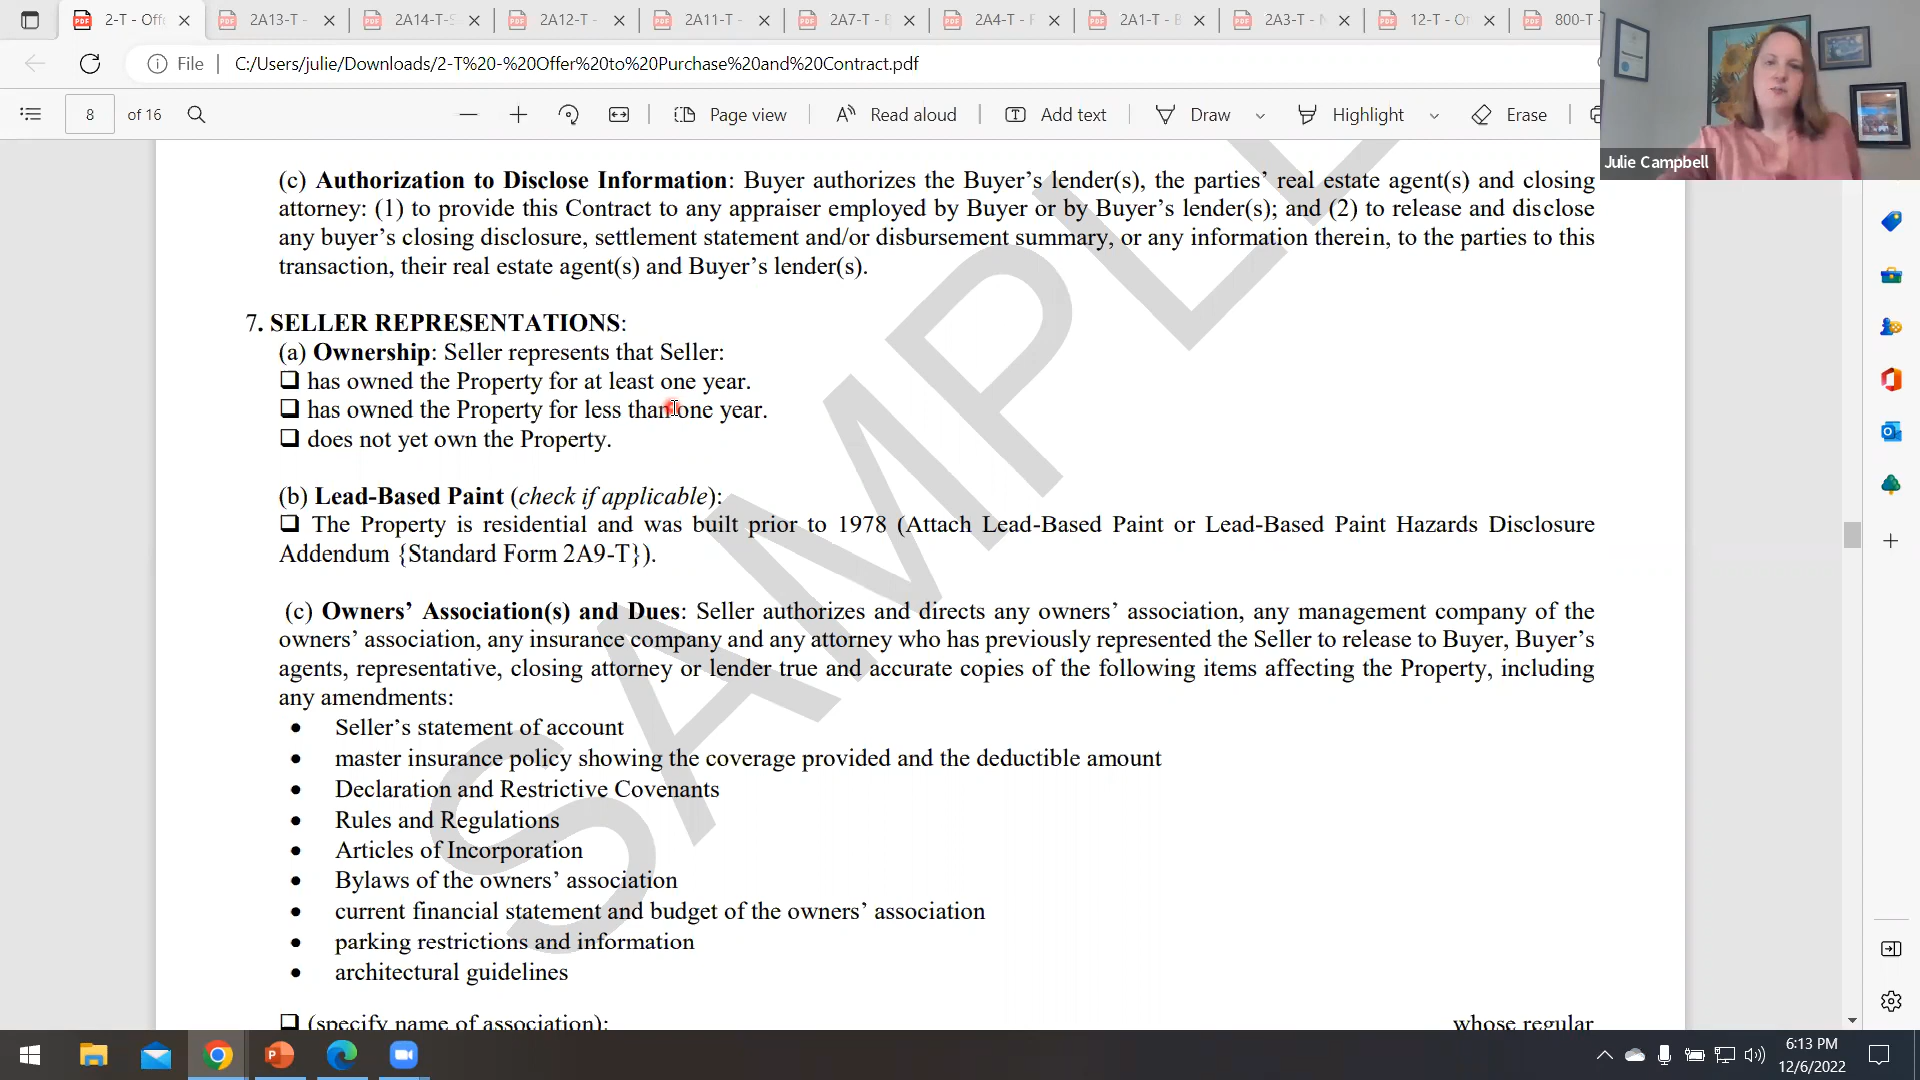 2-T - Off
2A13-T -
2A14-T-S
2A12-T -
2A11-T -
2A7-T - B
2A4-T - F
2A1-T - B
2A3-T - N
12-T - O
800-T -
File
C:/Users/julie/Downloads/2-T%20-%20Offer%20to%20Purchase%20and%20Contract.pdf
8 of 16
Page view
Read aloud
Add text
Draw
Highlight
Erase
Julie Campbell
(c) Authorization to Disclose Information: Buyer authorizes the Buyer’s lender(s), the parties’ real estate agent(s) and closing
attorney: (1) to provide this Contract to any appraiser employed by Buyer or by Buyer’s lender(s); and (2) to release and disclose
any buyer’s closing disclosure, settlement statement and/or disbursement summary, or any information therein, to the parties to this
transaction, their real estate agent(s) and Buyer’s lender(s).
7. SELLER REPRESENTATIONS:
(a) Ownership: Seller represents that Seller:
❑ has owned the Property for at least one year.
❑ has owned the Property for less than one year.
❑ does not yet own the Property.
(b) Lead-Based Paint (check if applicable):
❑ The Property is residential and was built prior to 1978 (Attach Lead-Based Paint or Lead-Based Paint Hazards Disclosure
Addendum {Standard Form 2A9-T}).
(c) Owners’ Association(s) and Dues: Seller authorizes and directs any owners’ association, any management company of the
owners’ association, any insurance company and any attorney who has previously represented the Seller to release to Buyer, Buyer’s
agents, representative, closing attorney or lender true and accurate copies of the following items affecting the Property, including
any amendments:
• Seller’s statement of account
• master insurance policy showing the coverage provided and the deductible amount
• Declaration and Restrictive Covenants
• Rules and Regulations
• Articles of Incorporation
• Bylaws of the owners’ association
• current financial statement and budget of the owners’ association
• parking restrictions and information
• architectural guidelines
❑ (specify name of association): whose regular
SAMPLE
6:13 PM
12/6/2022